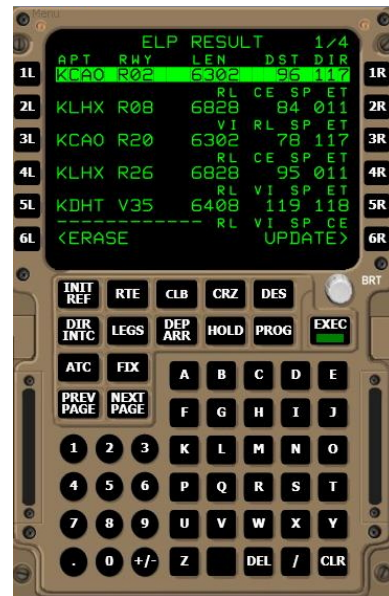 Menu
ELP RESULT 1/4
APT RWY LEN DST DIR
1L KCAO R02 6302 96 117 1R
RL CE SP ET
2L KLHX R08 6828 84 011 2R
VI RL SP ET
3L KCAO R20 6302 78 117 3R
RL CE SP ET
4L KLHX R26 6828 95 011 4R
RL VI SP ET
5L KDHT V35 6408 119 118 5R
------------ RL VI SP CE
6L <ERASE UPDATE> 6R
BRT
INIT REF RTE CLB CRZ DES
DIR INTC LEGS DEP ARR HOLD PROG EXEC
ATC FIX
PREV PAGE NEXT PAGE
A B C D E
F G H I J
1 2 3 K L M N O
4 5 6 P Q R S T
7 8 9 U V W X Y
. 0 +/- Z DEL / CLR